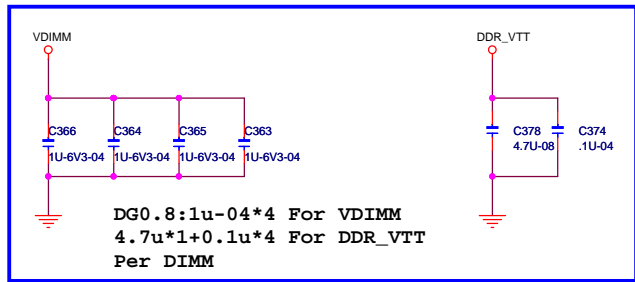 VDIMM
DDR_VTT
C366
C364
C365
C363
1U-6V3-04
1U-6V3-04
1U-6V3-04
1U-6V3-04
C378
C374
4.7U-08
.1U-04
DG0.8:1u-04*4 For VDIMM
4.7u*1+0.1u*4 For DDR_VTT
Per DIMM